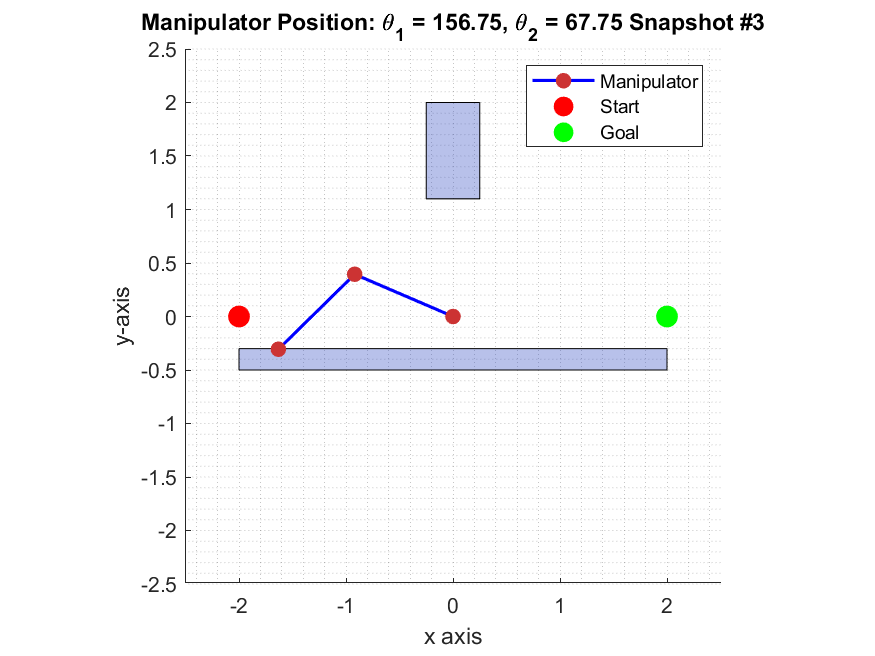 Manipulator Position: θ1 = 156.75, θ2 = 67.75 Snapshot #3
2.5
2
1.5
1
0.5
0
-0.5
-1
-1.5
-2
-2.5
y-axis
Manipulator
Start
Goal
-2 -1 0 1 2
x axis